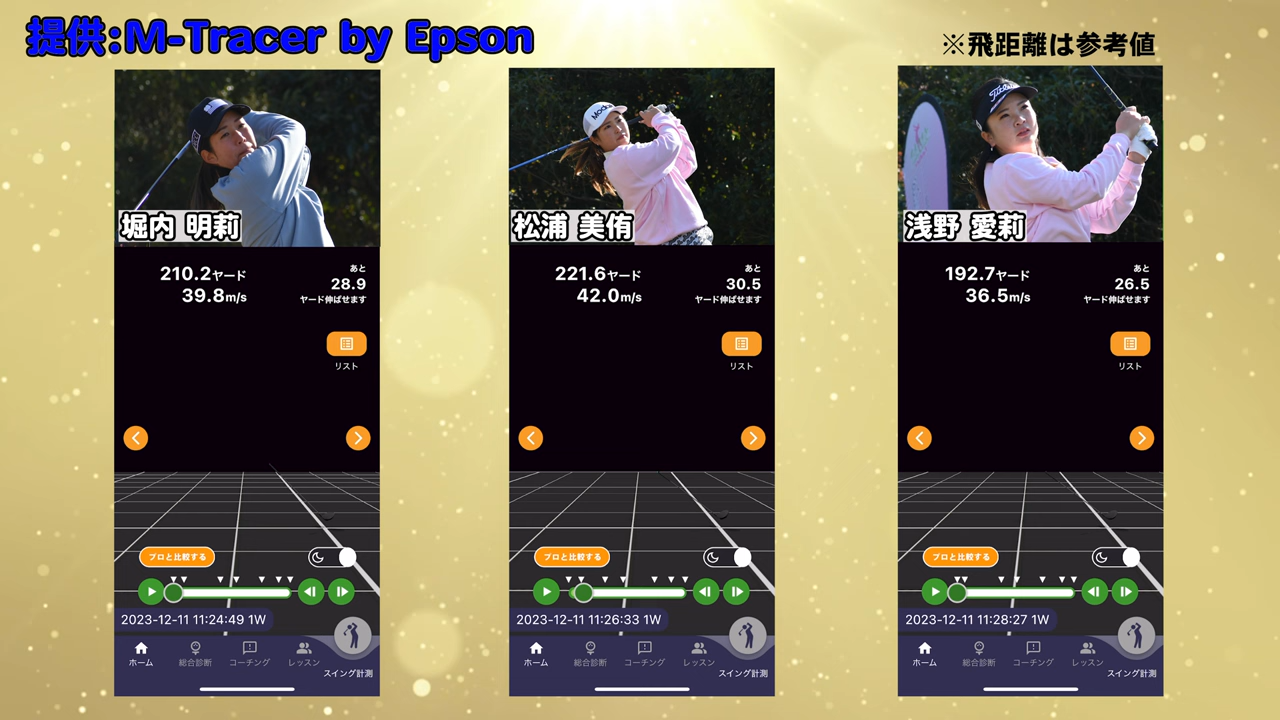 提供:M-Tracer by Epson
※飛距離は参考値
堀内 明莉
210.2ヤード
39.8m/s
あと
28.9
ヤード伸ばせます
リスト
プロと比較する
2023-12-11 11:24:49 1W
ホーム
総合診断
コーチング
レッスン
スイング計測
松浦 美侑
221.6ヤード
42.0m/s
あと
30.5
ヤード伸ばせます
リスト
プロと比較する
2023-12-11 11:26:33 1W
ホーム
総合診断
コーチング
レッスン
スイング計測
Titleist
浅野 愛莉
192.7ヤード
36.5m/s
あと
26.5
ヤード伸ばせます
リスト
プロと比較する
2023-12-11 11:28:27 1W
ホーム
総合診断
コーチング
レッスン
スイング計測